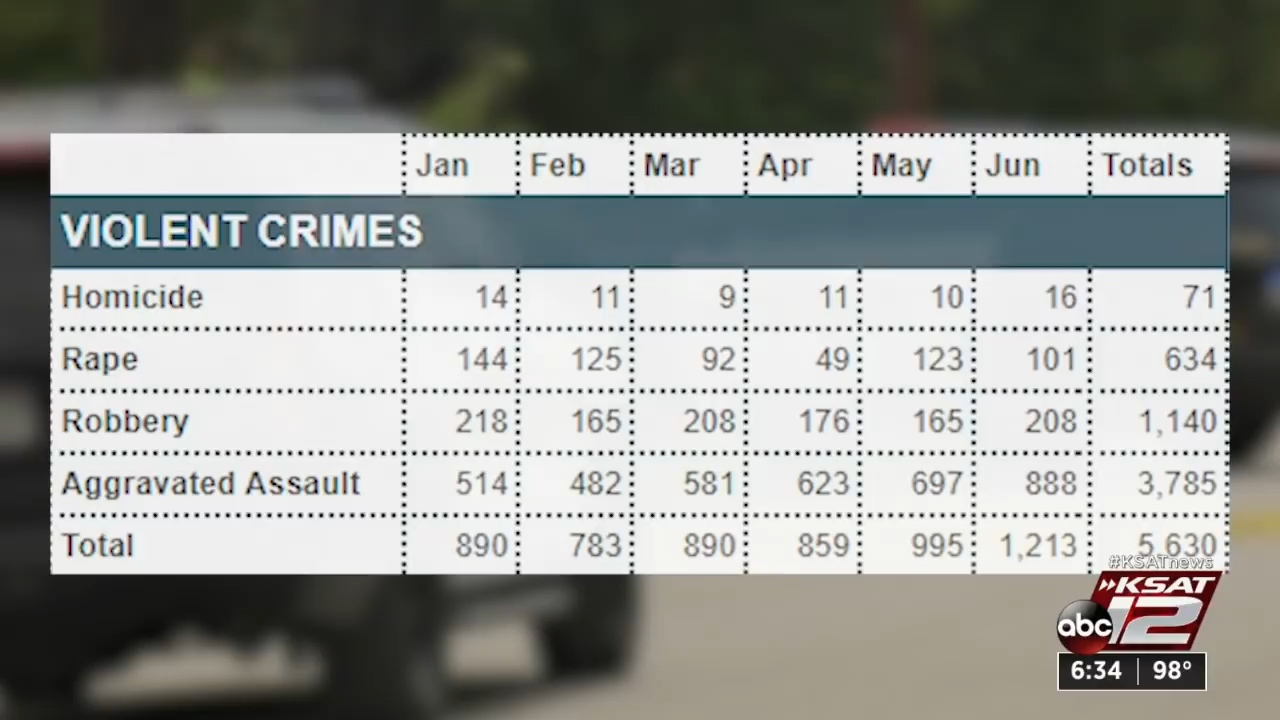 Jan Feb Mar Apr May Jun Totals
VIOLENT CRIMES
Homicide 14 11 9 11 10 16 71
Rape 144 125 92 49 123 101 634
Robbery 218 165 208 176 165 208 1,140
Aggravated Assault 514 482 581 623 697 888 3,785
Total 890 783 890 859 995 1,213 5,630
#KSATnews
KSAT
abc 12
6:34 98°